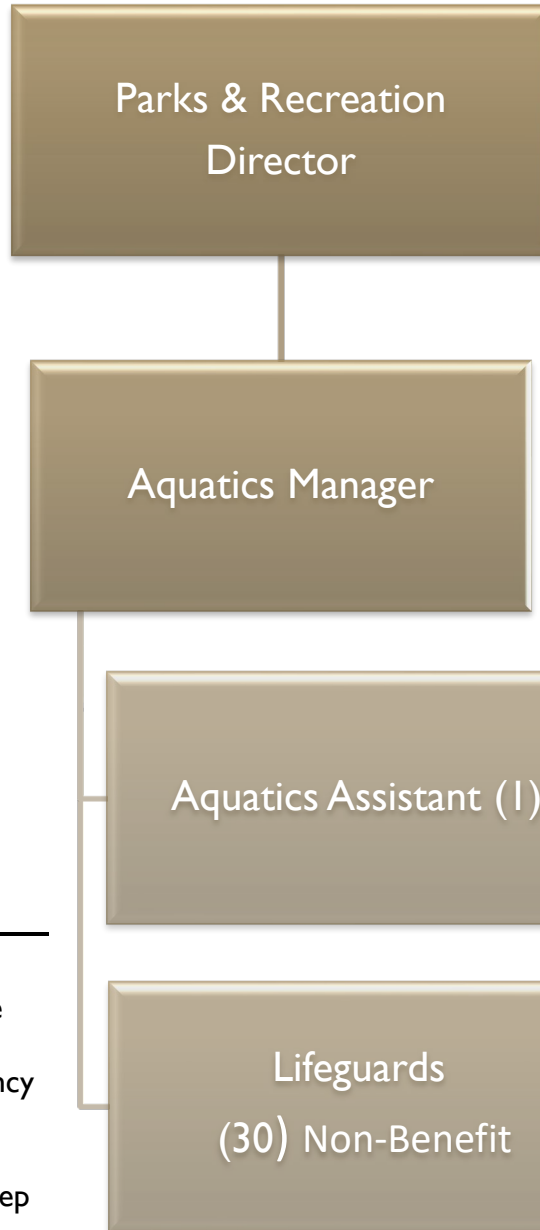 Parks & Recreation
Director
Aquatics Manager
Aquatics Assistant (1)
Lifeguards
(30) Non-Benefit